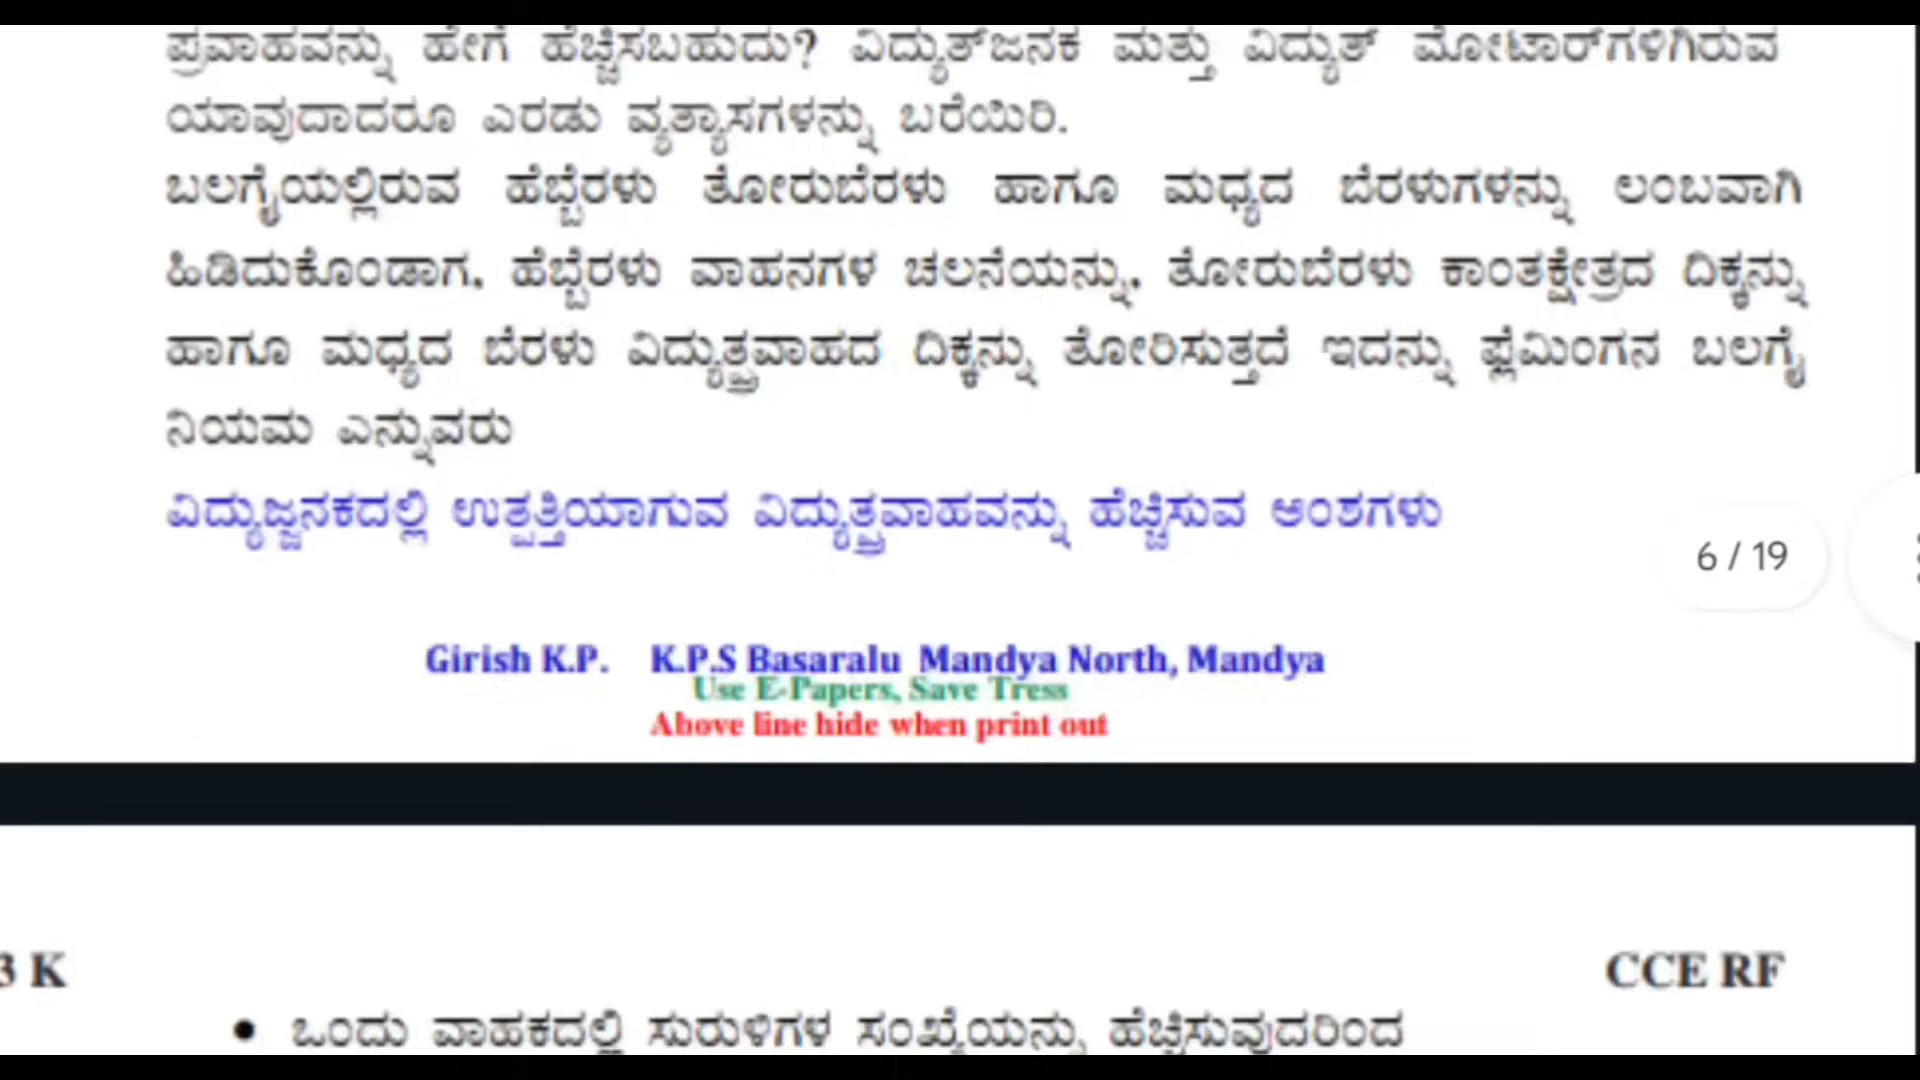 ಪ್ರವಾಹವನ್ನು ಹೇಗೆ ಹೆಚ್ಚಿಸಬಹುದು? ವಿದ್ಯುತ್‌ಜನಕ ಮತ್ತು ವಿದ್ಯುತ್ ಮೋಟಾರ್‌ಗಳಿಗಿರುವ
ಯಾವುದಾದರೂ ಎರಡು ವ್ಯತ್ಯಾಸಗಳನ್ನು ಬರೆಯಿರಿ.
ಬಲಗೈಯಲ್ಲಿರುವ ಹೆಬ್ಬೆರಳು ತೋರುಬೆರಳು ಹಾಗೂ ಮಧ್ಯದ ಬೆರಳುಗಳನ್ನು ಲಂಬವಾಗಿ
ಹಿಡಿದುಕೊಂಡಾಗ, ಹೆಬ್ಬೆರಳು ವಾಹನಗಳ ಚಲನೆಯನ್ನು, ತೋರುಬೆರಳು ಕಾಂತಕ್ಷೇತ್ರದ ದಿಕ್ಕನ್ನು
ಹಾಗೂ ಮಧ್ಯದ ಬೆರಳು ವಿದ್ಯುತ್ಪ್ರವಾಹದ ದಿಕ್ಕನ್ನು ತೋರಿಸುತ್ತದೆ ಇದನ್ನು ಫ್ಲೆಮಿಂಗನ ಬಲಗೈ
ನಿಯಮ ಎನ್ನುವರು
ವಿದ್ಯುಜ್ಜನಕದಲ್ಲಿ ಉತ್ಪತ್ತಿಯಾಗುವ ವಿದ್ಯುತ್ಪ್ರವಾಹವನ್ನು ಹೆಚ್ಚಿಸುವ ಅಂಶಗಳು
6 / 19
Girish K.P. K.P.S Basaralu Mandya North, Mandya
Use E-Papers, Save Tress
Above line hide when print out
3 K CCE RF
• ಒಂದು ವಾಹಕದಲ್ಲಿ ಸುರುಳಿಗಳ ಸಂಖ್ಯೆಯನ್ನು ಹೆಚ್ಚಿಸುವುದರಿಂದ